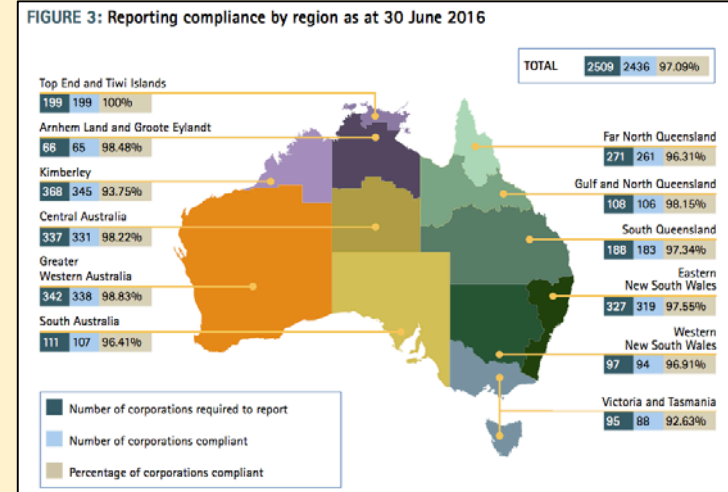 FIGURE 3: Reporting compliance by region as at 30 June 2016
TOTAL 2509 2436 97.09%
Top End and Tiwi Islands
199 199 100%
Arnhem Land and Groote Eylandt
66 65 98.48%
Kimberley
368 345 93.75%
Central Australia
337 331 98.22%
Greater
Western Australia
342 338 98.83%
South Australia
111 107 96.41%
Far North Queensland
271 261 96.31%
Gulf and North Queensland
108 106 98.15%
South Queensland
188 183 97.34%
Eastern
New South Wales
327 319 97.55%
Western
New South Wales
97 94 96.91%
Victoria and Tasmania
95 88 92.63%
Number of corporations required to report
Number of corporations compliant
Percentage of corporations compliant